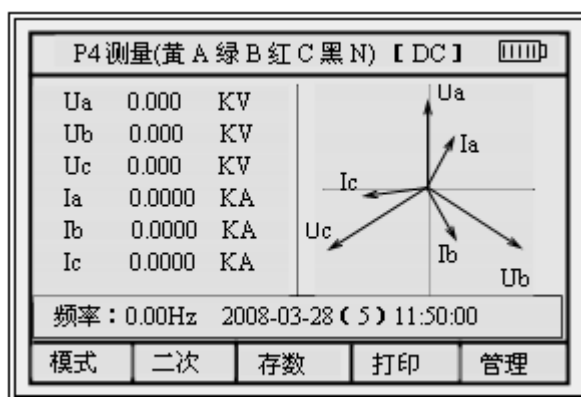 P4测量(黄A绿B红C黑N)【DC】
Ua 0.000 KV
Ub 0.000 KV
Uc 0.000 KV
Ia 0.0000 KA
Ib 0.0000 KA
Ic 0.0000 KA
Ua
Ia
Ic
Uc
Ib
Ub
频率：0.00Hz 2008-03-28（5）11:50:00
模式 二次 存数 打印 管理